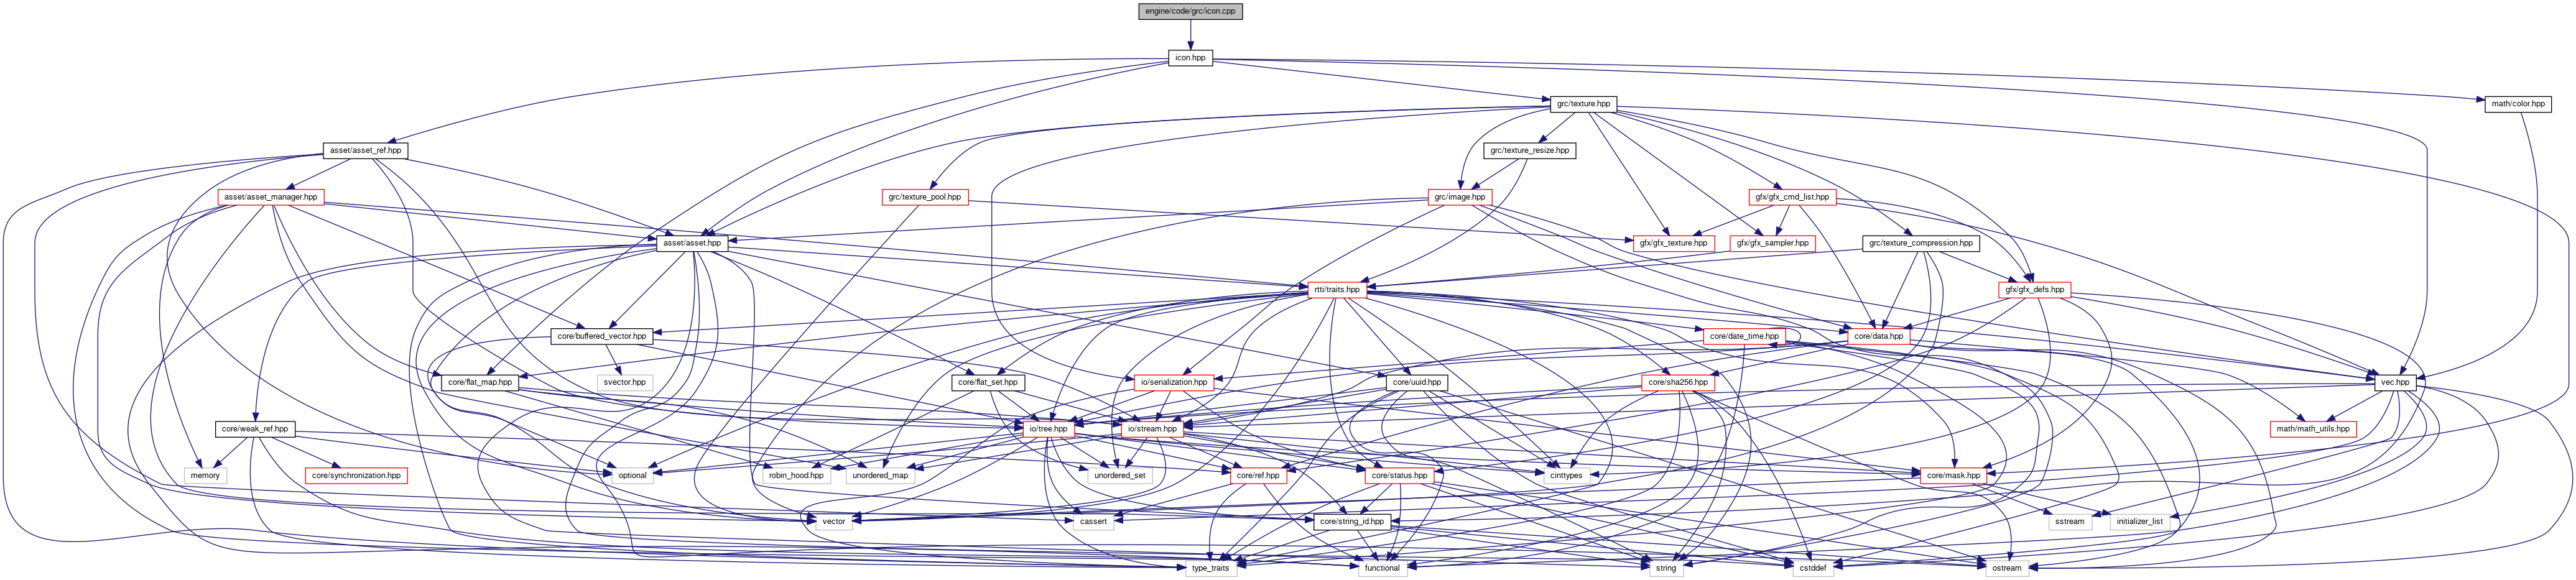 engine/code/grc/icon.cpp
icon.hpp
grc/texture.hpp
math/color.hpp
asset/asset_ref.hpp
grc/texture_resize.hpp
asset/asset_manager.hpp
grc/texture_pool.hpp
grc/image.hpp
gfx/gfx_cmd_list.hpp
asset/asset.hpp
gfx/gfx_texture.hpp
gfx/gfx_sampler.hpp
grc/texture_compression.hpp
rtti/traits.hpp
gfx/gfx_defs.hpp
core/buffered_vector.hpp
core/date_time.hpp
core/data.hpp
core/flat_map.hpp
svector.hpp
core/flat_set.hpp
io/serialization.hpp
core/uuid.hpp
core/sha256.hpp
vec.hpp
core/weak_ref.hpp
io/tree.hpp
io/stream.hpp
math/math_utils.hpp
memory
core/synchronization.hpp
optional
robin_hood.hpp
unordered_map
unordered_set
core/ref.hpp
core/status.hpp
cinttypes
core/mask.hpp
vector
cassert
core/string_id.hpp
sstream
initializer_list
type_traits
functional
string
cstddef
ostream